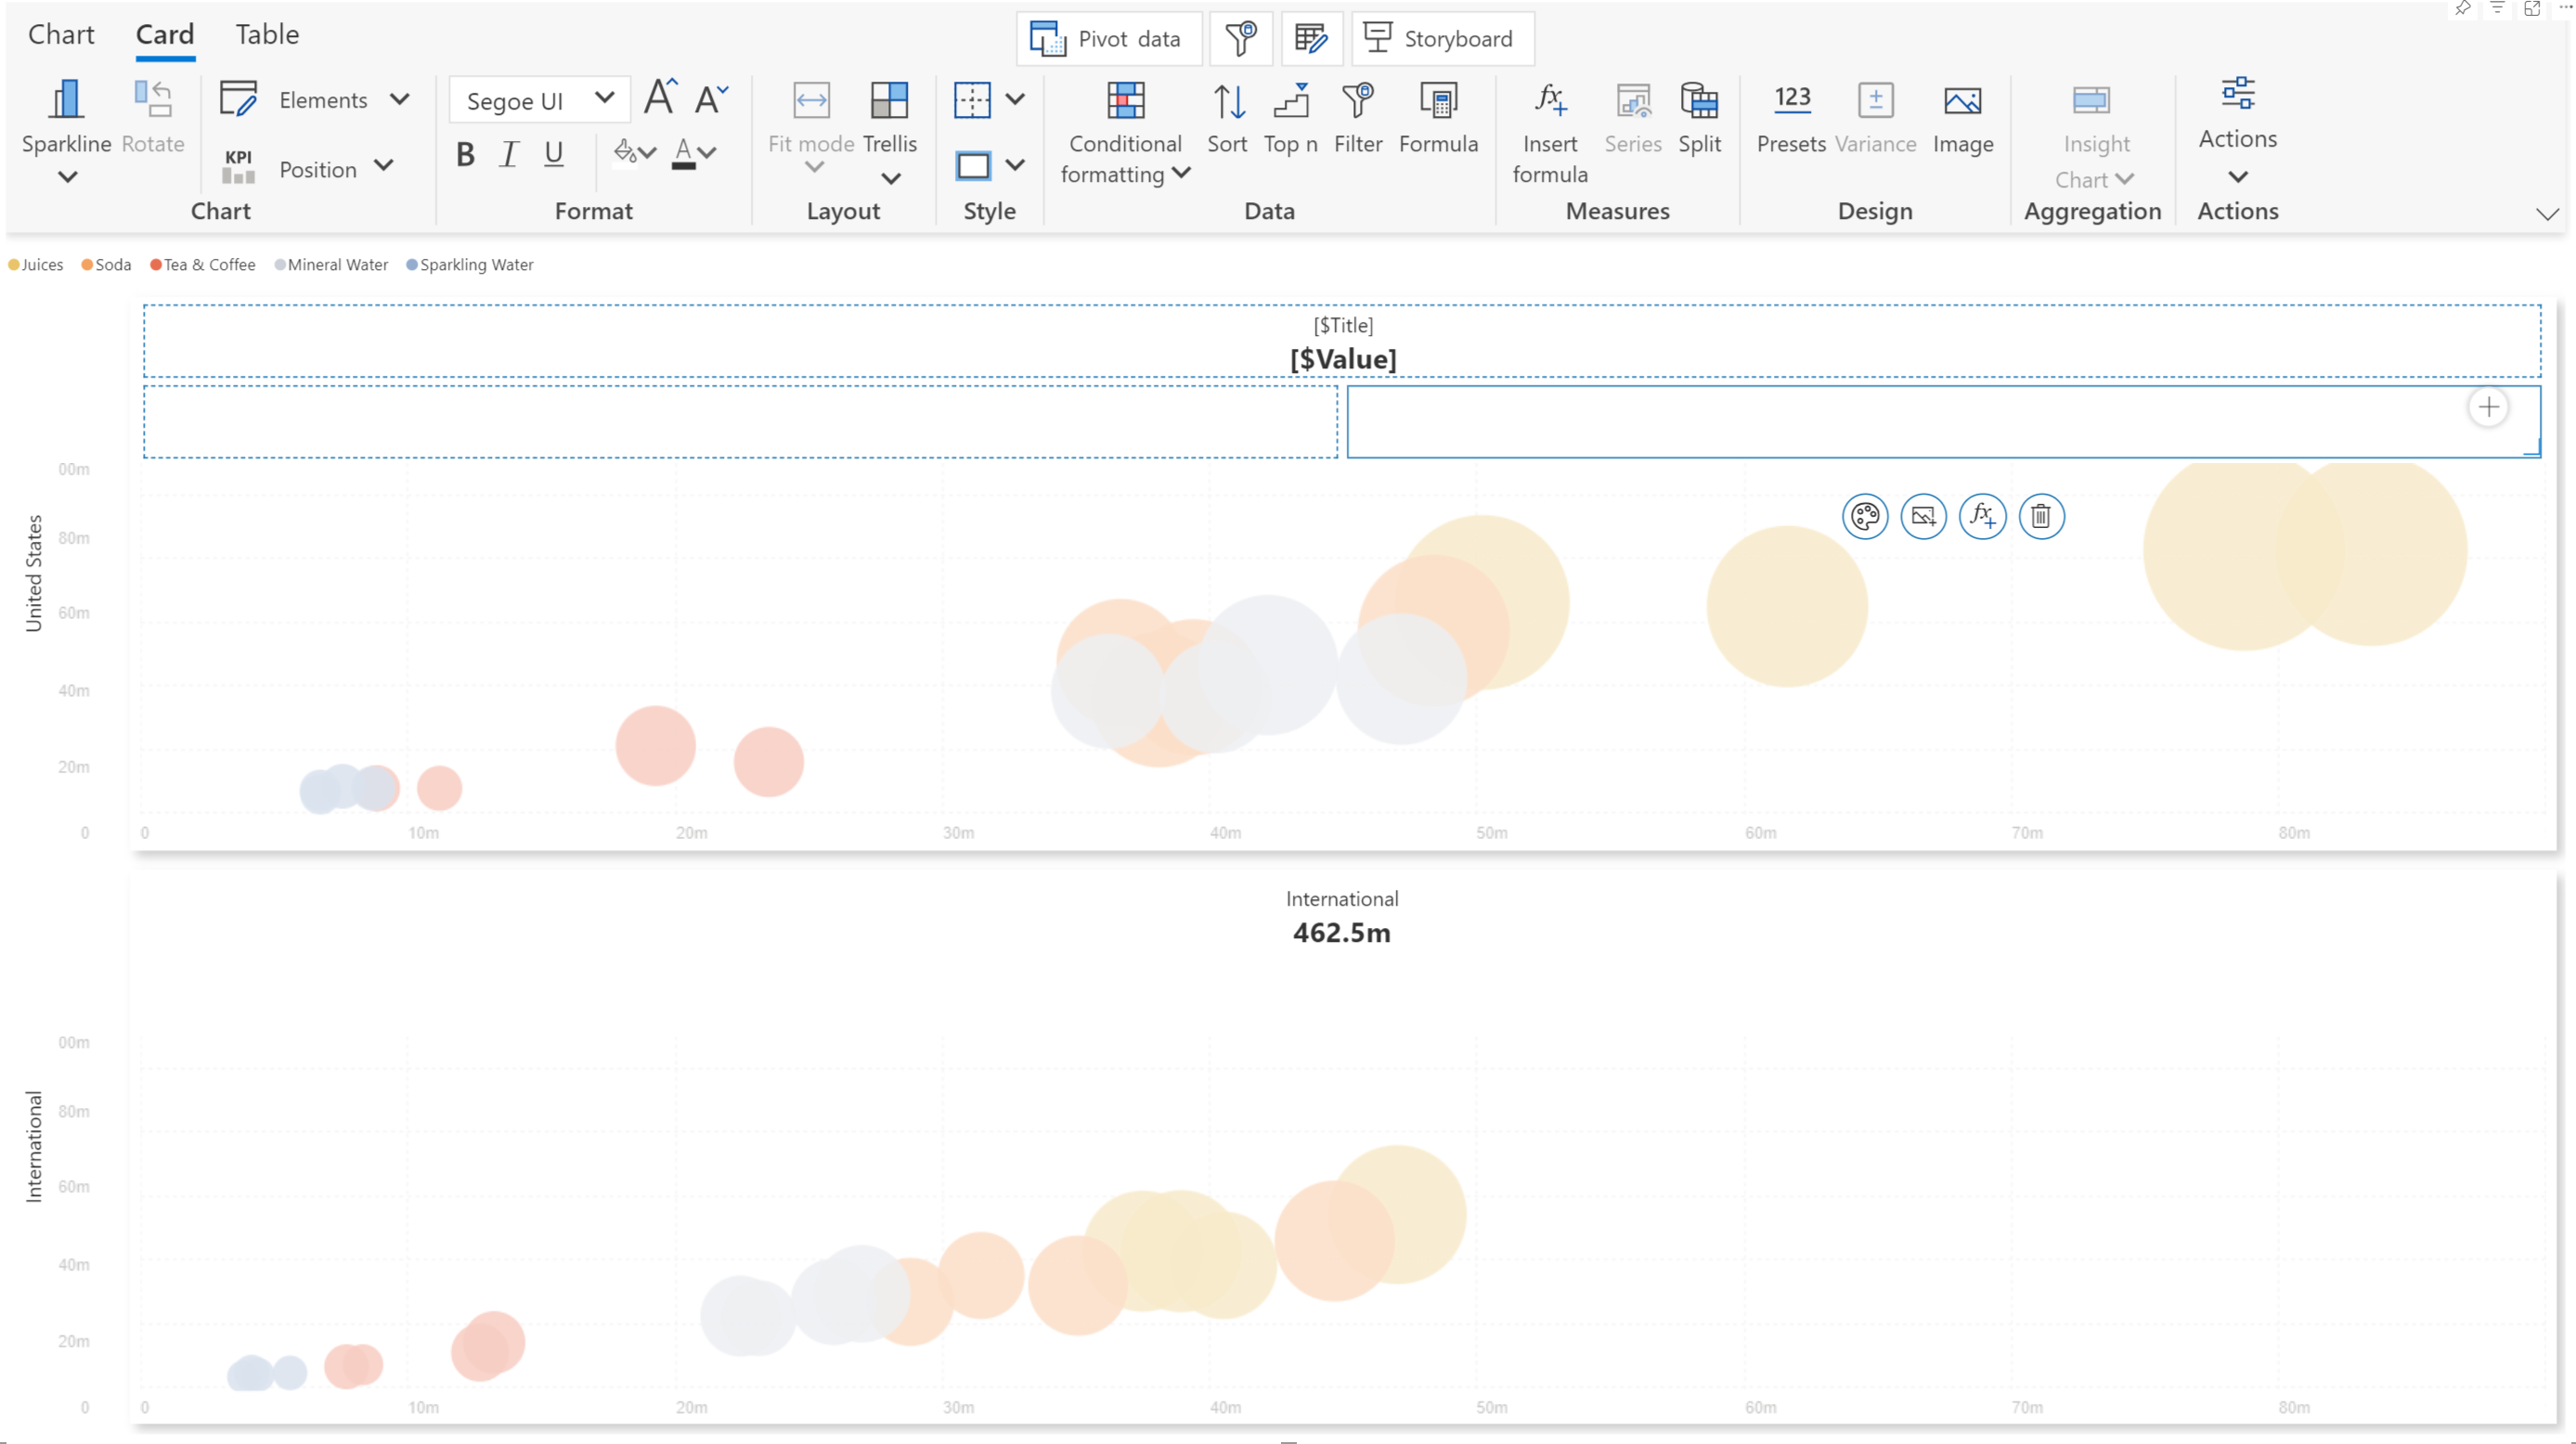 Chart Card Table
Pivot data Storyboard
Sparkline Rotate
Elements
KPI Position
Chart
Segoe UI A A
B I U A
Format
Fit mode Trellis
Layout
Style
Conditional formatting Sort Top n Filter Formula
Data
fx Insert formula Series Split
Measures
123 Presets Variance Image
Design
Insight Chart
Aggregation
Actions
Actions
Juices Soda Tea & Coffee Mineral Water Sparkling Water
[$Title]
[$Value]
fx
United States
00m
80m
60m
40m
20m
0
0 10m 20m 30m 40m 50m 60m 70m 80m
International
462.5m
International
00m
80m
60m
40m
20m
0
0 10m 20m 30m 40m 50m 60m 70m 80m